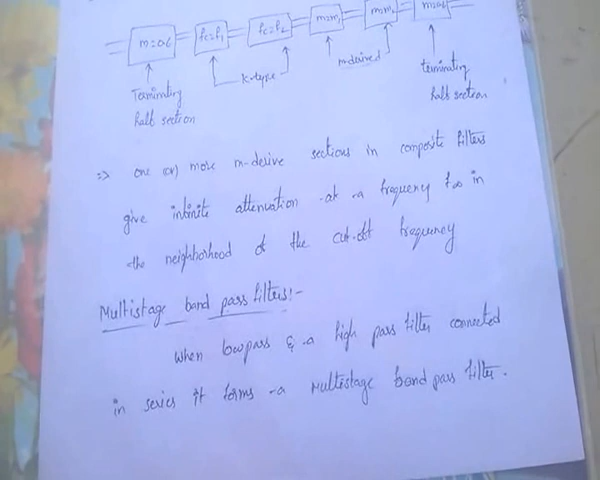 m=0.6 fc=f1 fc=f2 m=m1 m=m2 m=0.6
Terminating half section
K-type
m-derived
terminating half section
=> one (or) more m-derive sections in composite filters
give infinite attenuation at a frequency f∞ in
the neighborhood of the cut-off frequency
Multistage band pass filters:-
When lowpass & a high pass filter connected
in series it forms a Multistage band pass filter.